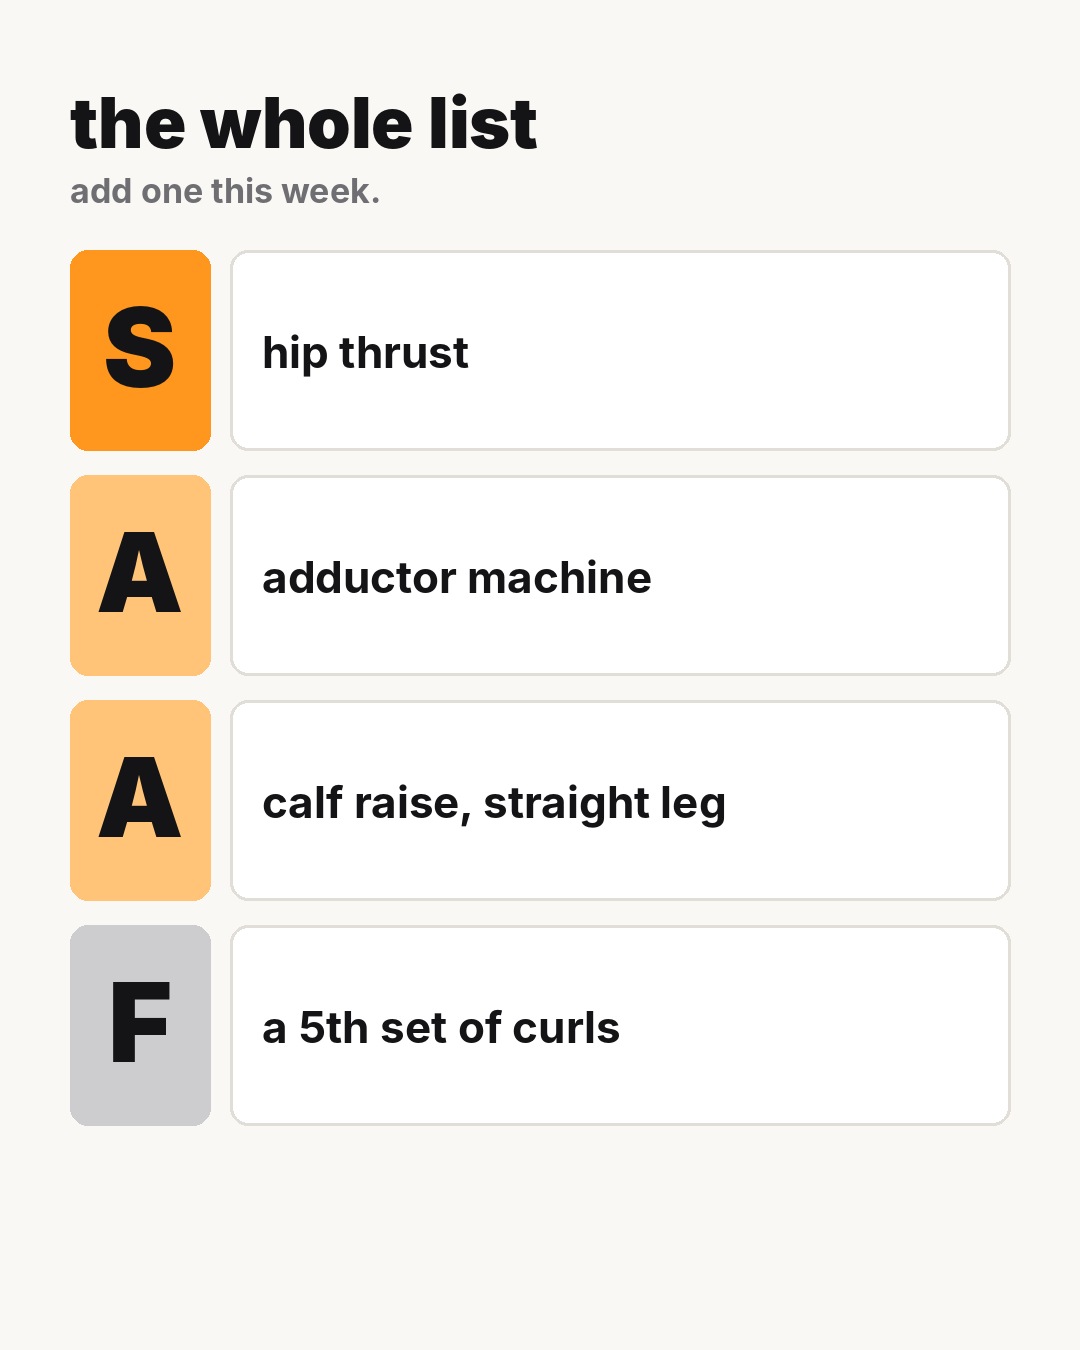 the whole list
add one this week.
S
hip thrust
A
adductor machine
A
calf raise, straight leg
F
a 5th set of curls